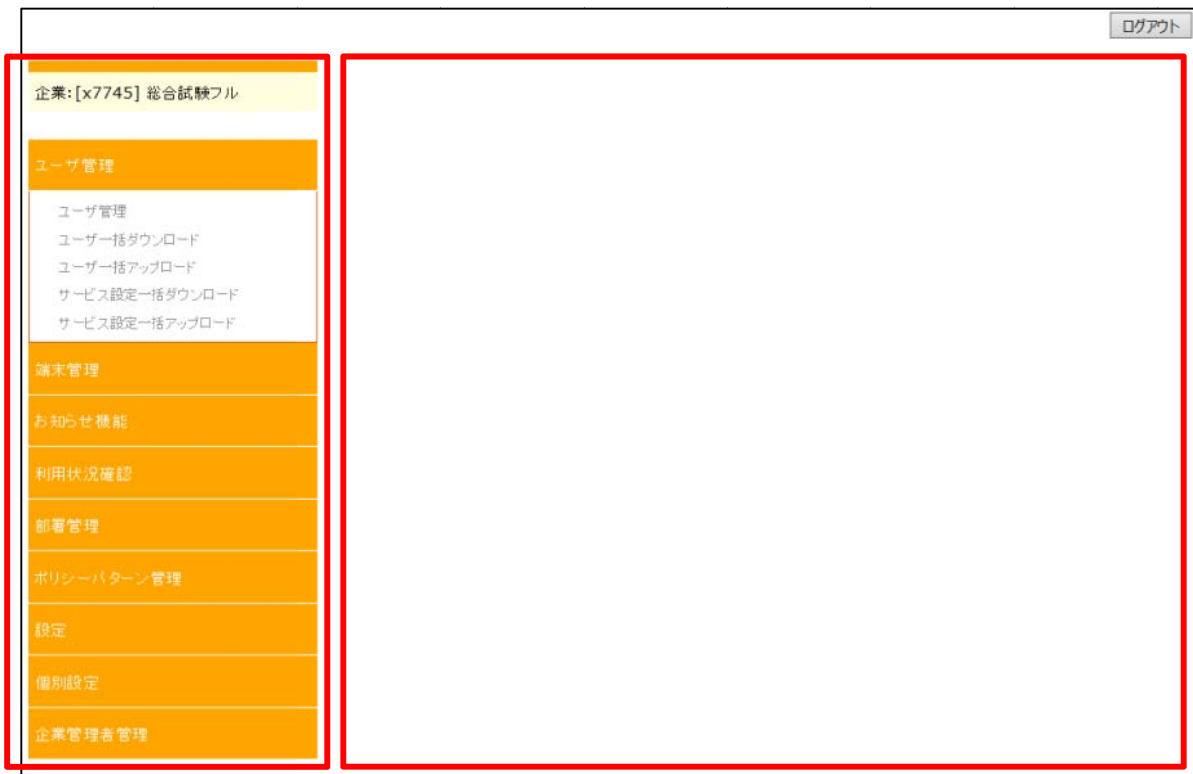 ログアウト
企業:[x7745] 総合試験フル
ユーザ管理
ユーザ管理
ユーザ一括ダウンロード
ユーザ一括アップロード
サービス設定一括ダウンロード
サービス設定一括アップロード
端末管理
お知らせ機能
利用状況確認
部署管理
ポリシーパターン管理
設定
個別設定
企業管理者管理